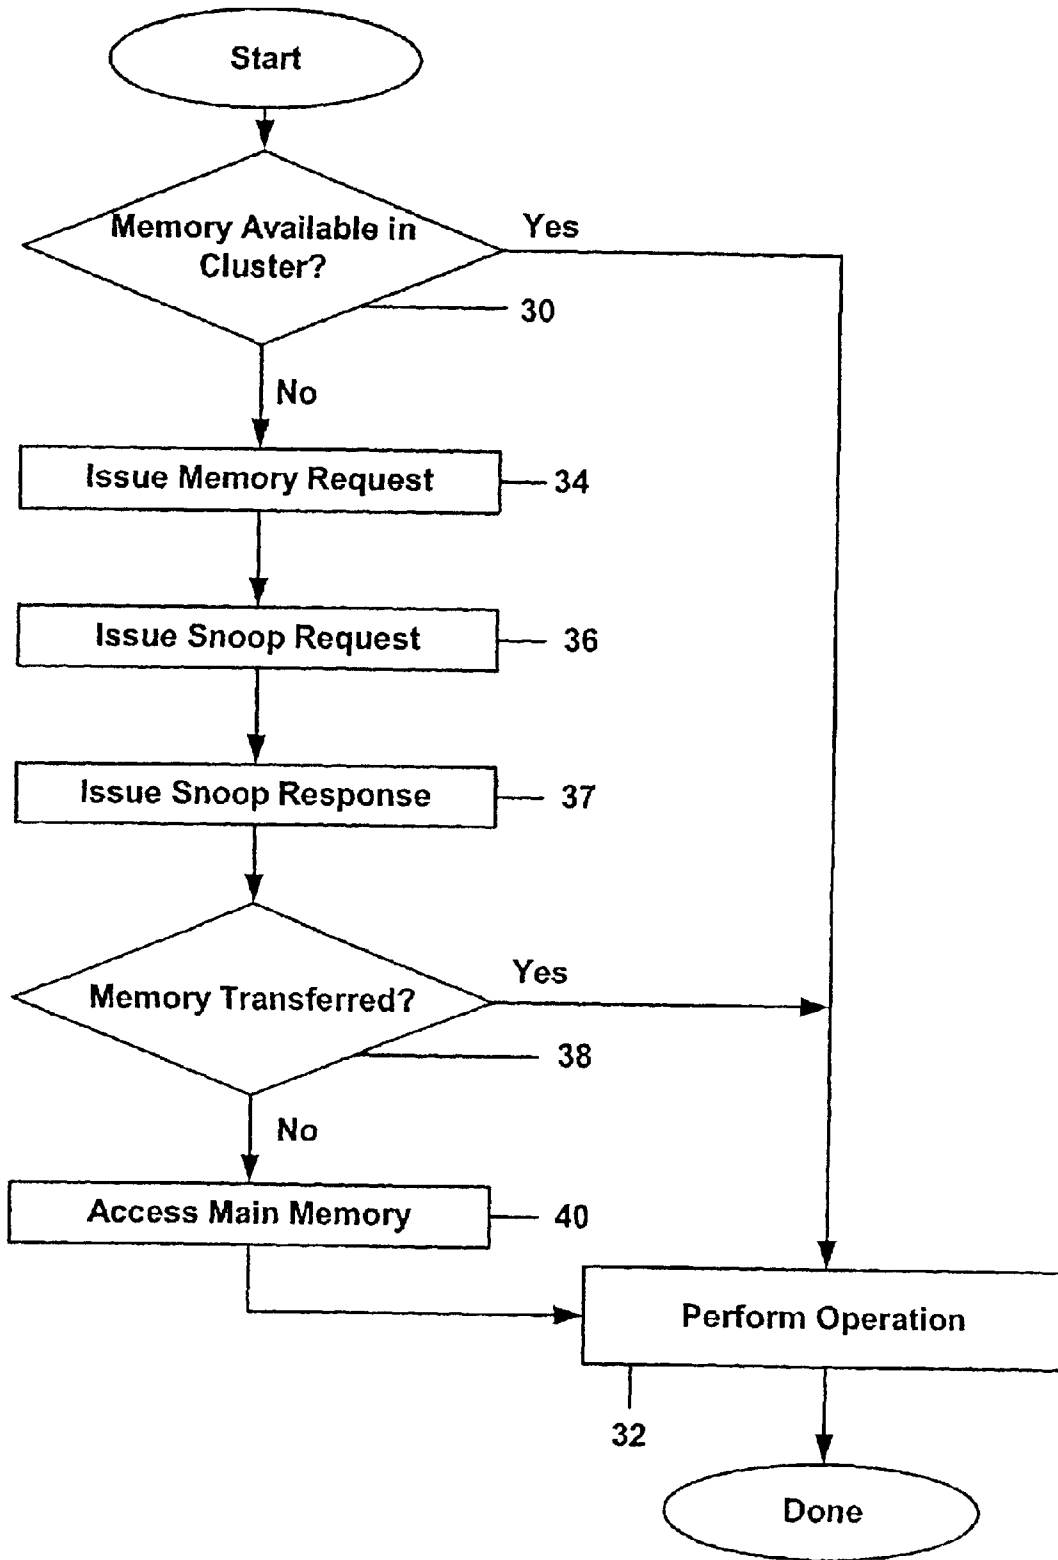 Start
Memory Available in
Cluster?
Yes
30
No
Issue Memory Request
34
Issue Snoop Request
36
Issue Snoop Response
37
Memory Transferred?
Yes
38
No
Access Main Memory
40
Perform Operation
32
Done